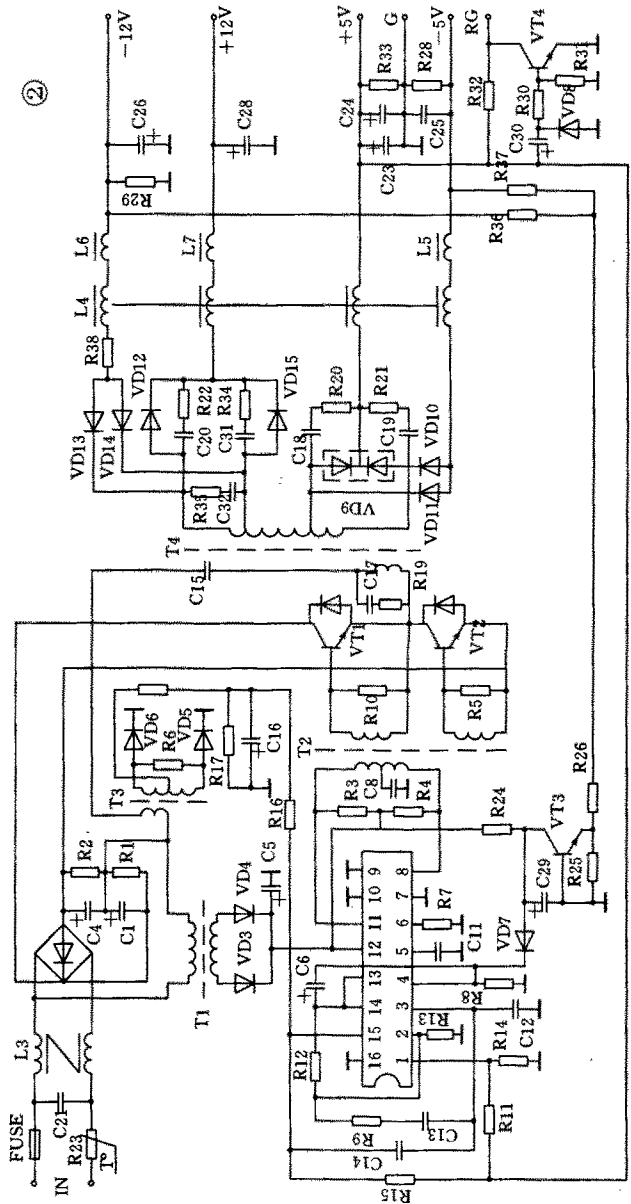 ②
−12V
+12V
+5V
G
−5V
RG
C26
R29
C28
C24
R33
C23
C25
R28
R32
VT4
R30
R31
VD8
C30
R37
R36
L6
L4
L7
L5
R38
VD13
VD14
VD12
R22
R34
C20
C31
VD15
R35
C32
C18
R20
R21
C19
VD9
VD10
VD11
T4
C15
C17
R19
VT1
VT2
R10
R5
T2
VD6
VD5
R6
R17
C16
T3
R16
R2
R1
C4
C1
T1
VD4
VD3
C5
L3
FUSE
C21
IN
R23
T°
R3
C8
R4
R24
VT3
R26
C29
R25
VD7
C6
R12
16
15
14
13
12
11
10
9
1
2
3
4
5
6
7
8
R7
C11
R8
R13
R14
C12
R9
C13
C14
R11
R15